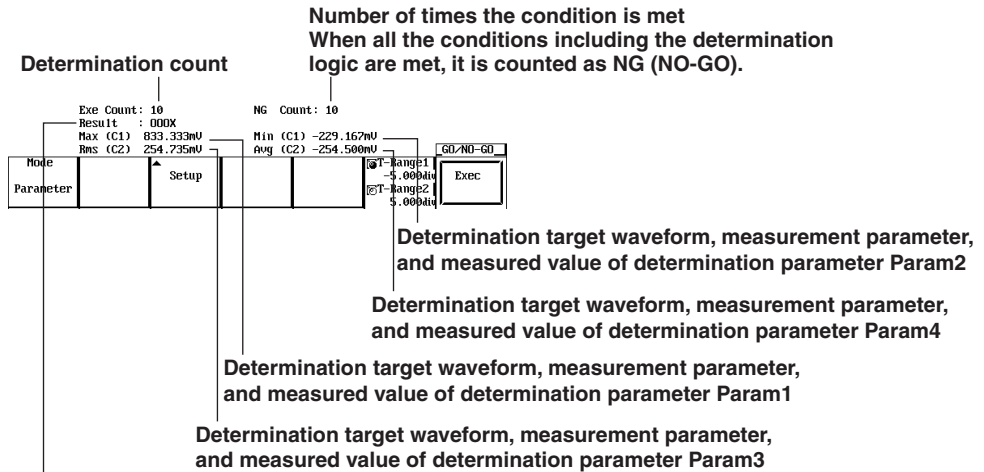 Number of times the condition is met
When all the conditions including the determination
logic are met, it is counted as NG (NO-GO).
Determination count
Exe Count: 10 NG Count: 10
Result : OOOX
Max (C1) 833.333mV Min (C1) -229.167mV
Rms (C2) 254.735mV Avg (C2) -254.500mV
GO/NO-GO
Mode
Parameter
Setup
T-Range1
-5.000div
T-Range2
5.000div
Exec
Determination target waveform, measurement parameter,
and measured value of determination parameter Param2
Determination target waveform, measurement parameter,
and measured value of determination parameter Param4
Determination target waveform, measurement parameter,
and measured value of determination parameter Param1
Determination target waveform, measurement parameter,
and measured value of determination parameter Param3